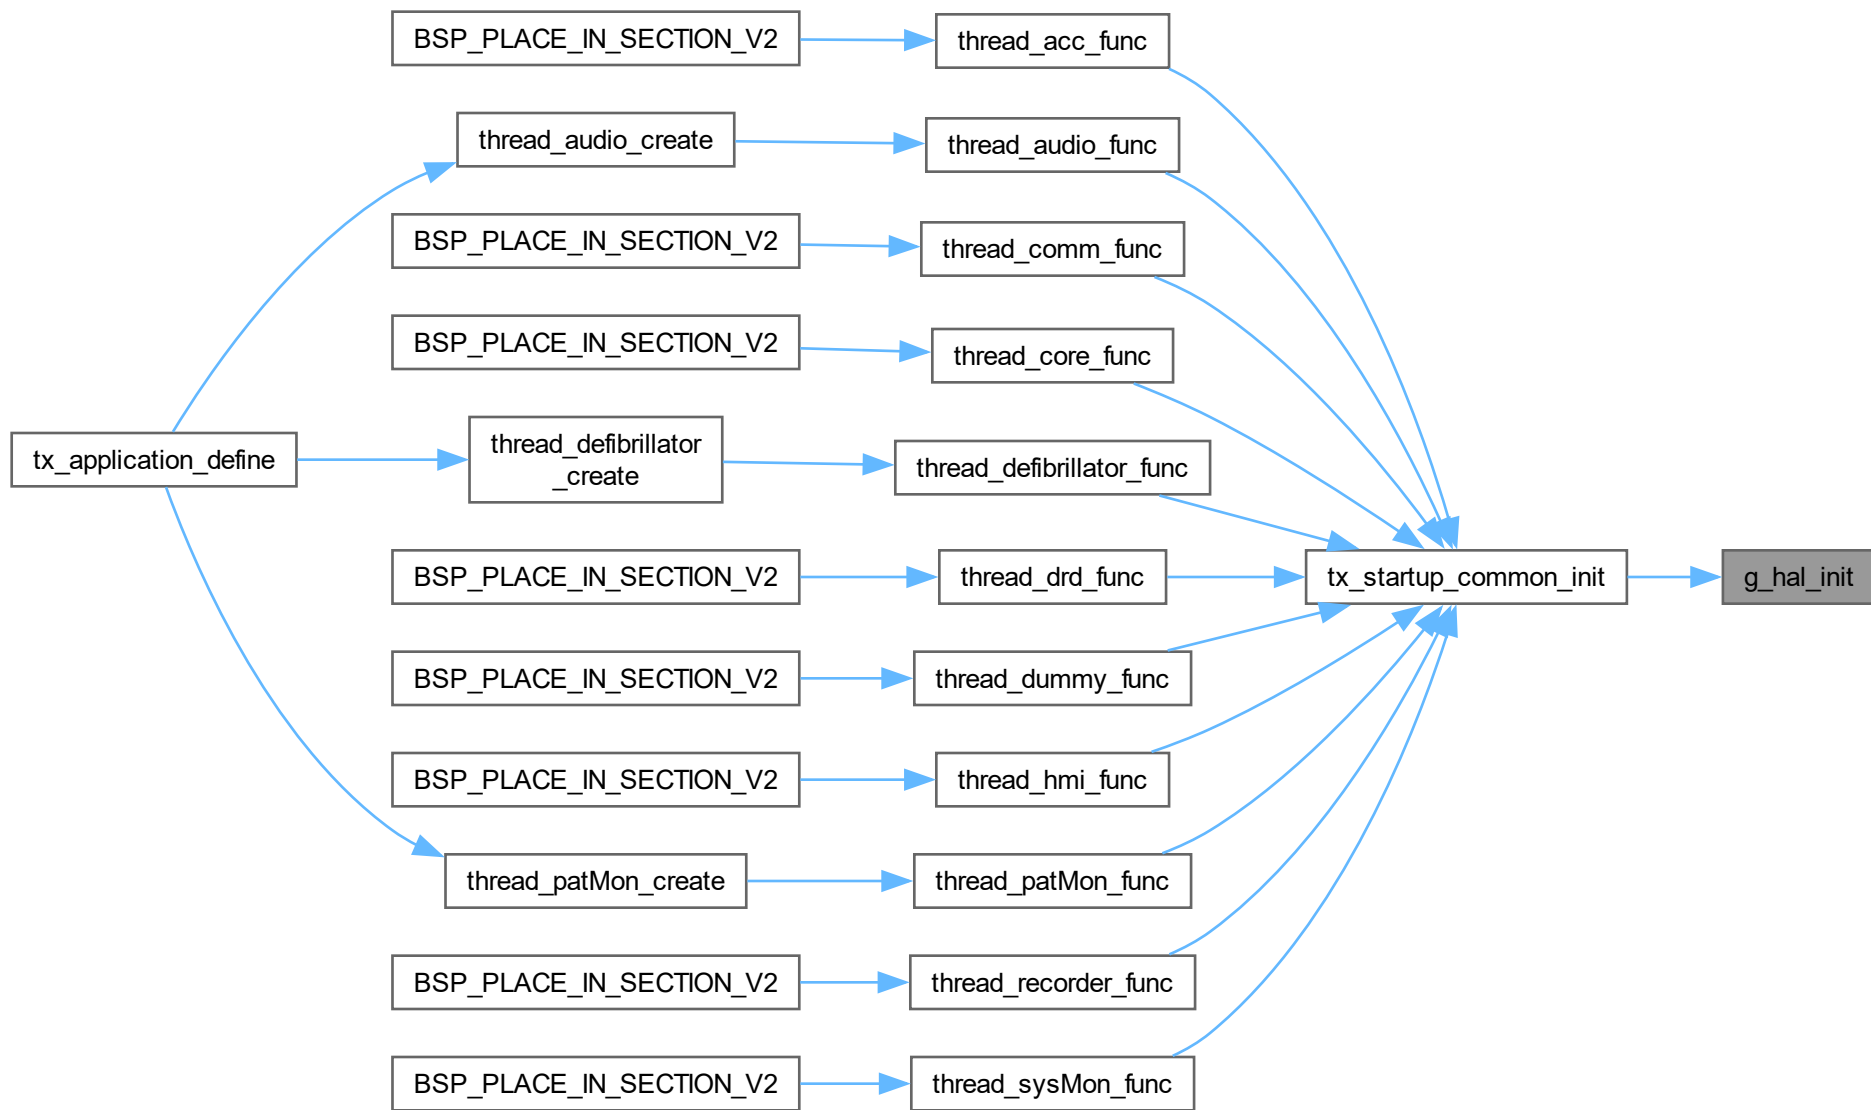 BSP_PLACE_IN_SECTION_V2
thread_acc_func
thread_audio_create
thread_audio_func
BSP_PLACE_IN_SECTION_V2
thread_comm_func
BSP_PLACE_IN_SECTION_V2
thread_core_func
tx_application_define
thread_defibrillator
_create
thread_defibrillator_func
BSP_PLACE_IN_SECTION_V2
thread_drd_func
tx_startup_common_init
g_hal_init
BSP_PLACE_IN_SECTION_V2
thread_dummy_func
BSP_PLACE_IN_SECTION_V2
thread_hmi_func
thread_patMon_create
thread_patMon_func
BSP_PLACE_IN_SECTION_V2
thread_recorder_func
BSP_PLACE_IN_SECTION_V2
thread_sysMon_func